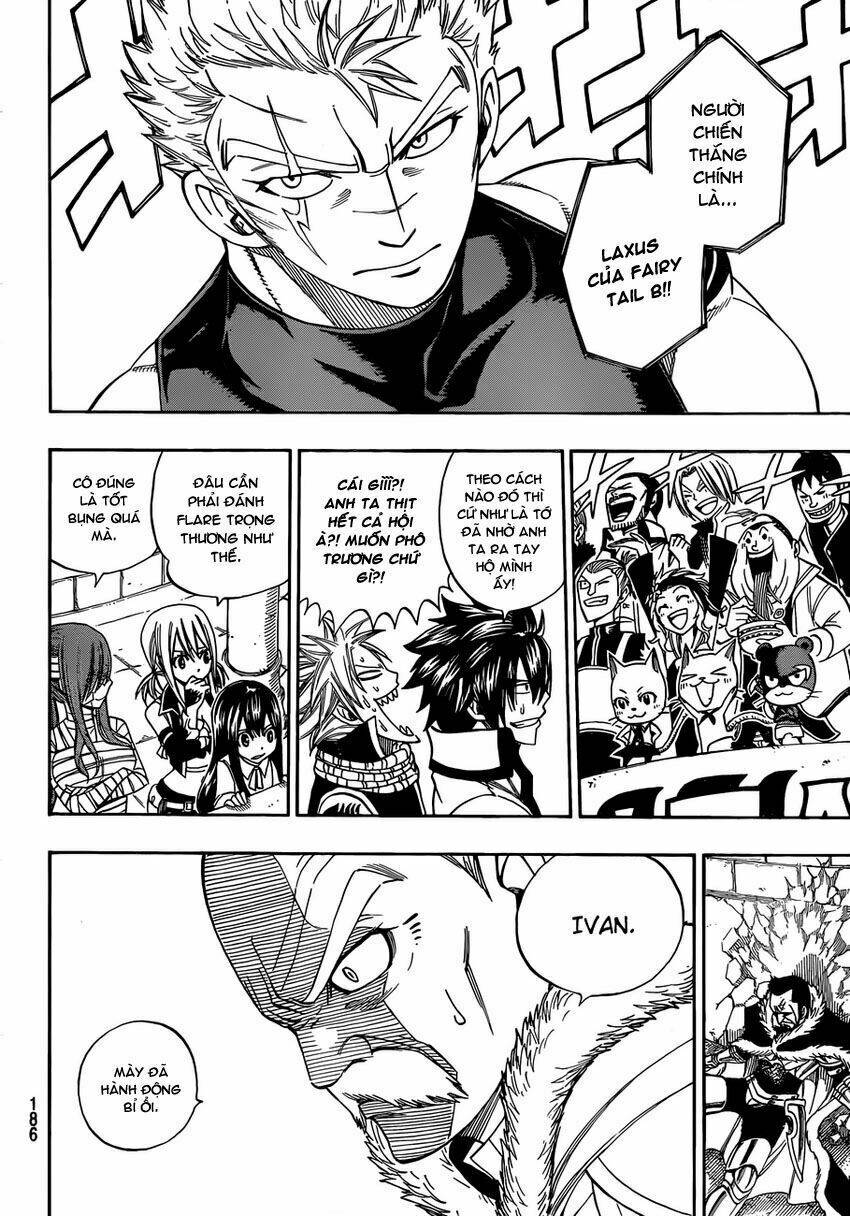 NGƯỜI
CHIẾN
THẮNG
CHÍNH
LÀ...
LAXUS
CỦA FAIRY
TAIL B!!
THEO CÁCH
NÀO ĐÓ THÌ
CỨ NHƯ LÀ TỚ
ĐÃ NHỜ ANH
TA RA TAY
HỘ MÌNH
ẤY!
CÁI GÌÌÌ?!
ANH TA THỊT
HẾT CẢ HỘI
À?! MUỐN PHÔ
TRƯƠNG CHỨ
GÌ?!
ĐÂU CẦN
PHẢI ĐÁNH
FLARE TRỌNG
THƯƠNG NHƯ
THẾ.
CÔ ĐÚNG
LÀ TỐT
BỤNG QUÁ
MÀ.
IVAN.
MÀY ĐÃ
HÀNH ĐỘNG
BỈ ỔI.
186